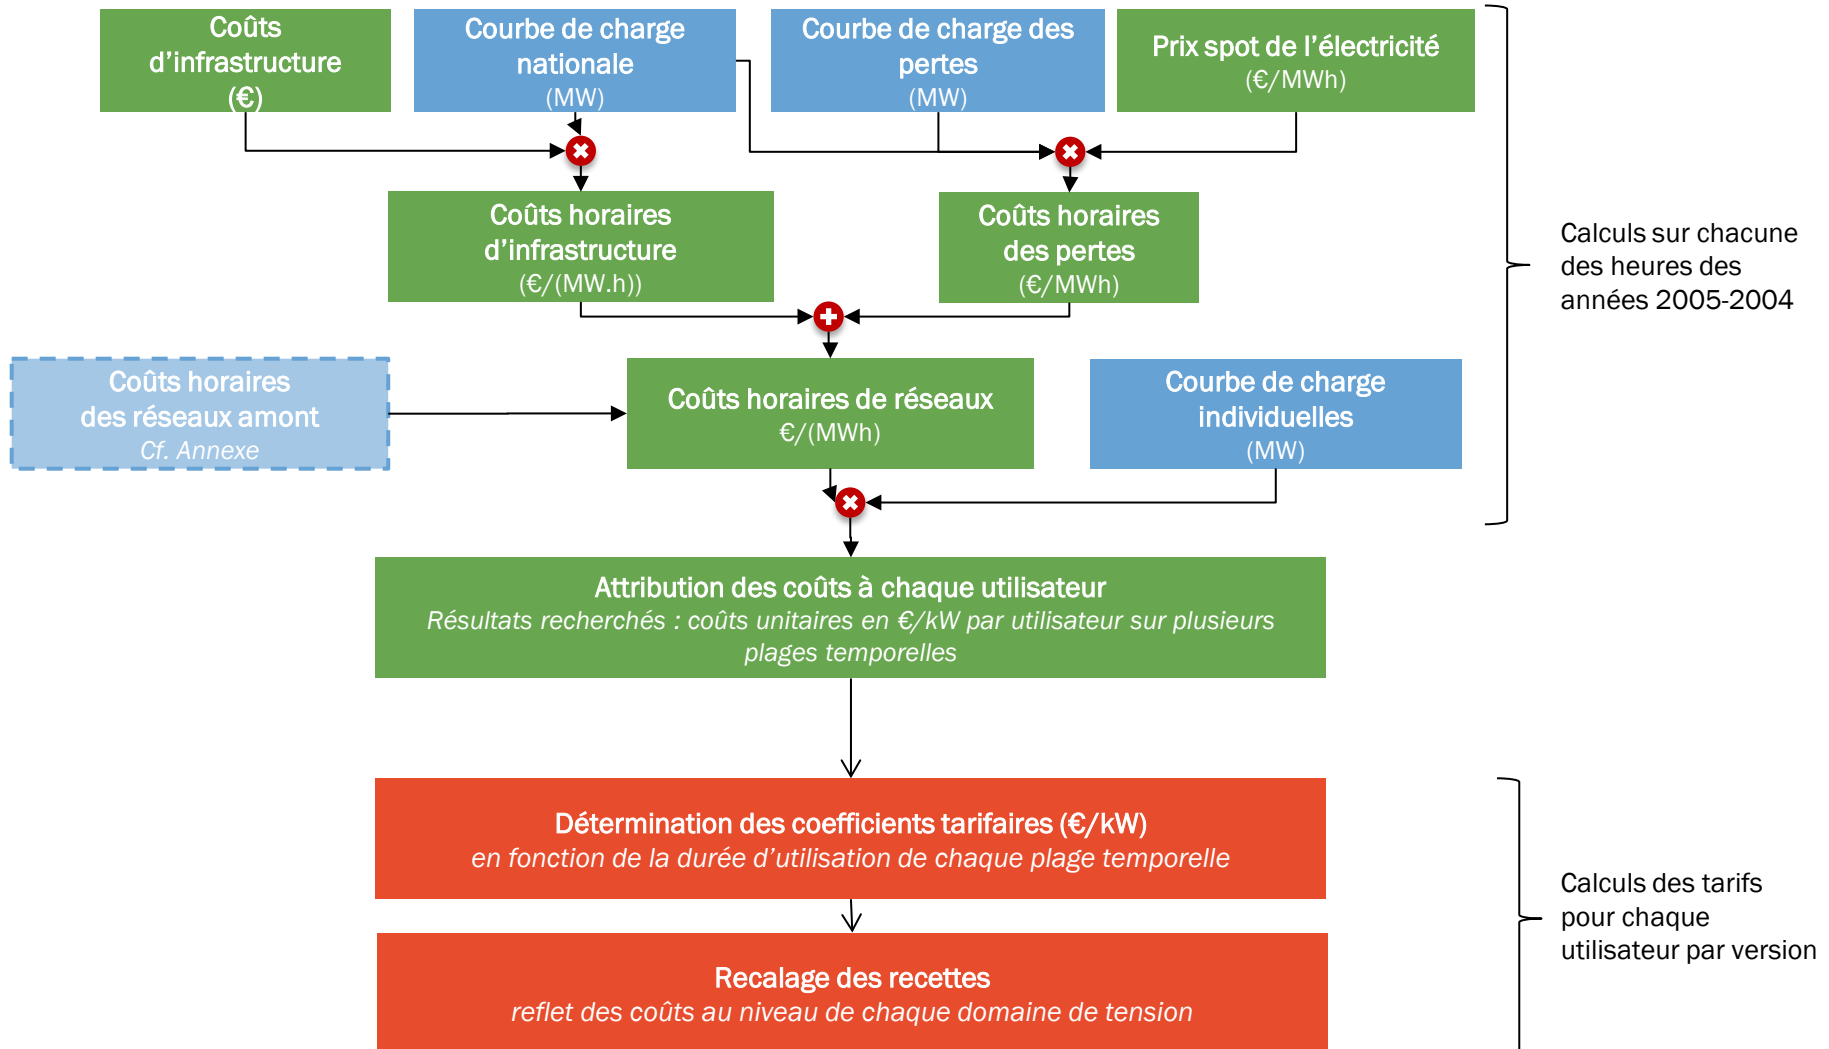 Coûts
d’infrastructure
(€)
Courbe de charge
nationale
(MW)
Courbe de charge des
pertes
(MW)
Prix spot de l’électricité
(€/MWh)
Coûts horaires
d’infrastructure
(€/(MW.h))
Coûts horaires
des pertes
(€/MWh)
Calculs sur chacune
des heures des
années 2005-2004
Coûts horaires
des réseaux amont
Cf. Annexe
Coûts horaires de réseaux
€/(MWh)
Courbe de charge
individuelles
(MW)
Attribution des coûts à chaque utilisateur
Résultats recherchés : coûts unitaires en €/kW par utilisateur sur plusieurs
plages temporelles
Détermination des coefficients tarifaires (€/kW)
en fonction de la durée d’utilisation de chaque plage temporelle
Calculs des tarifs
pour chaque
utilisateur par version
Recalage des recettes
reflet des coûts au niveau de chaque domaine de tension